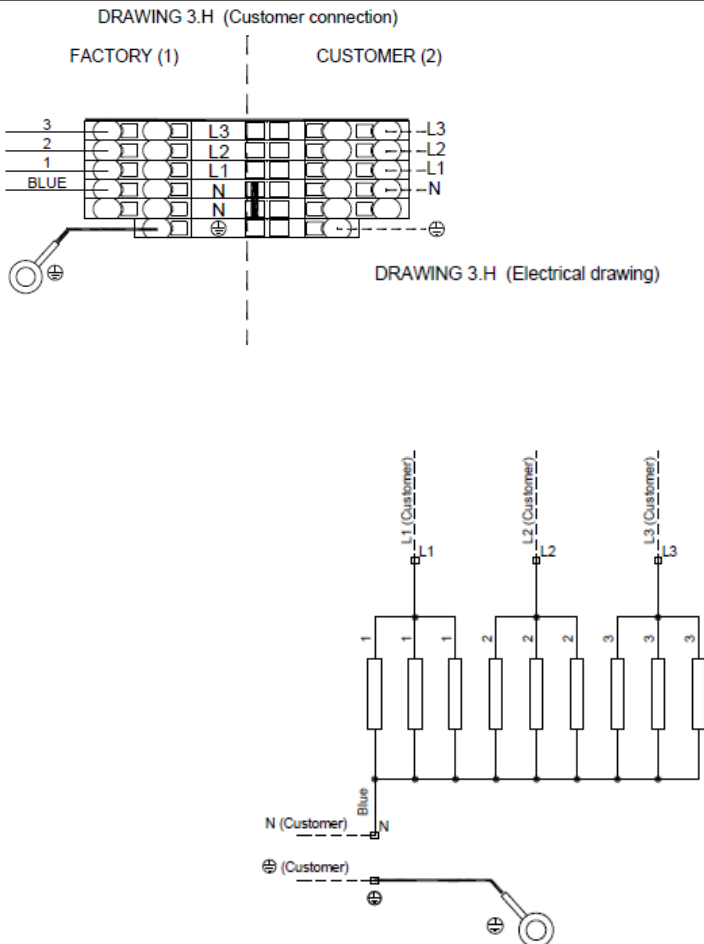 DRAWING 3.H (Customer connection)
FACTORY (1)
CUSTOMER (2)
3
L3
L3
2
L2
L2
1
L1
L1
BLUE
N
N
N
DRAWING 3.H (Electrical drawing)
L1 (Customer)
L2 (Customer)
L3 (Customer)
L1
L2
L3
1
1
1
2
2
2
3
3
3
Blue
N (Customer)
N
(Customer)